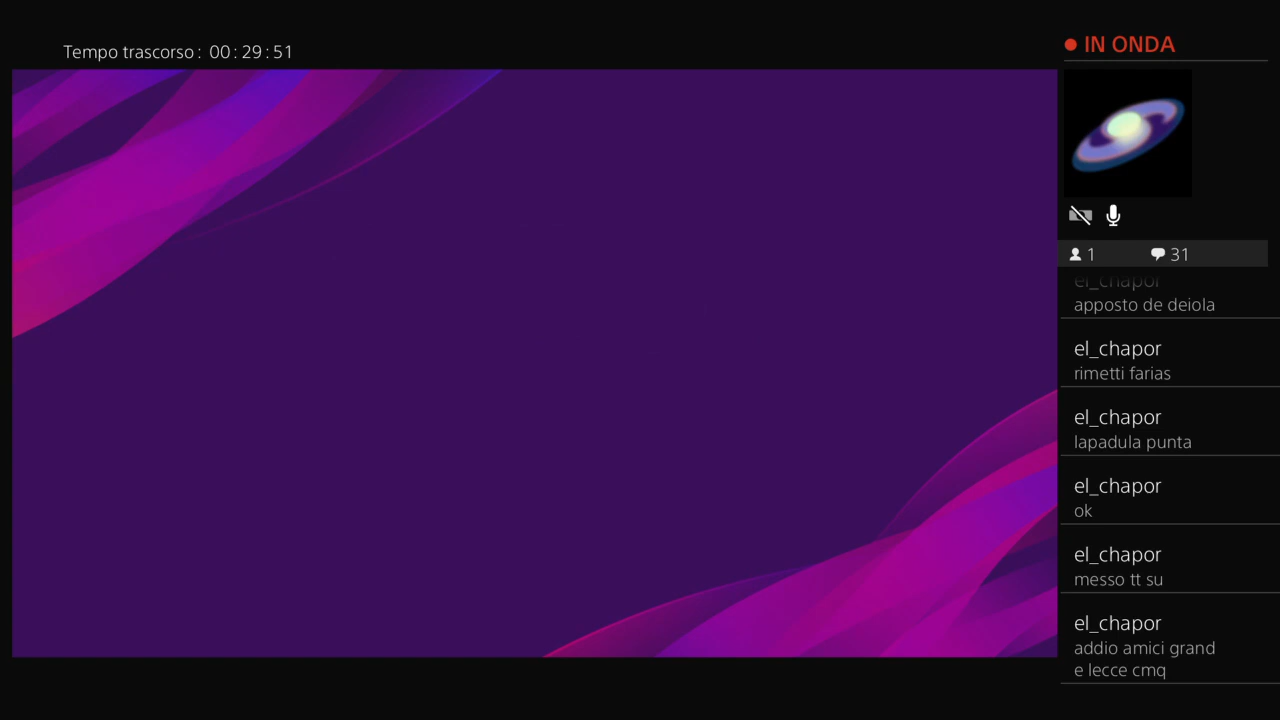 Tempo trascorso: 00:29:51
IN ONDA
1 31
el_chapor
apposto de deiola
el_chapor
rimetti farias
el_chapor
lapadula punta
el_chapor
ok
el_chapor
messo tt su
el_chapor
addio amici grand
e lecce cmq